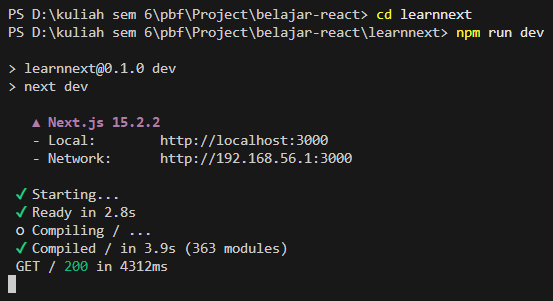 PS D:\kuliah sem 6\pbf\Project\belajar-react> cd learnnext
PS D:\kuliah sem 6\pbf\Project\belajar-react\learnnext> npm run dev
> learnnext@0.1.0 dev
> next dev
▲ Next.js 15.2.2
- Local: http://localhost:3000
- Network: http://192.168.56.1:3000
✓ Starting...
✓ Ready in 2.8s
○ Compiling / ...
✓ Compiled / in 3.9s (363 modules)
GET / 200 in 4312ms